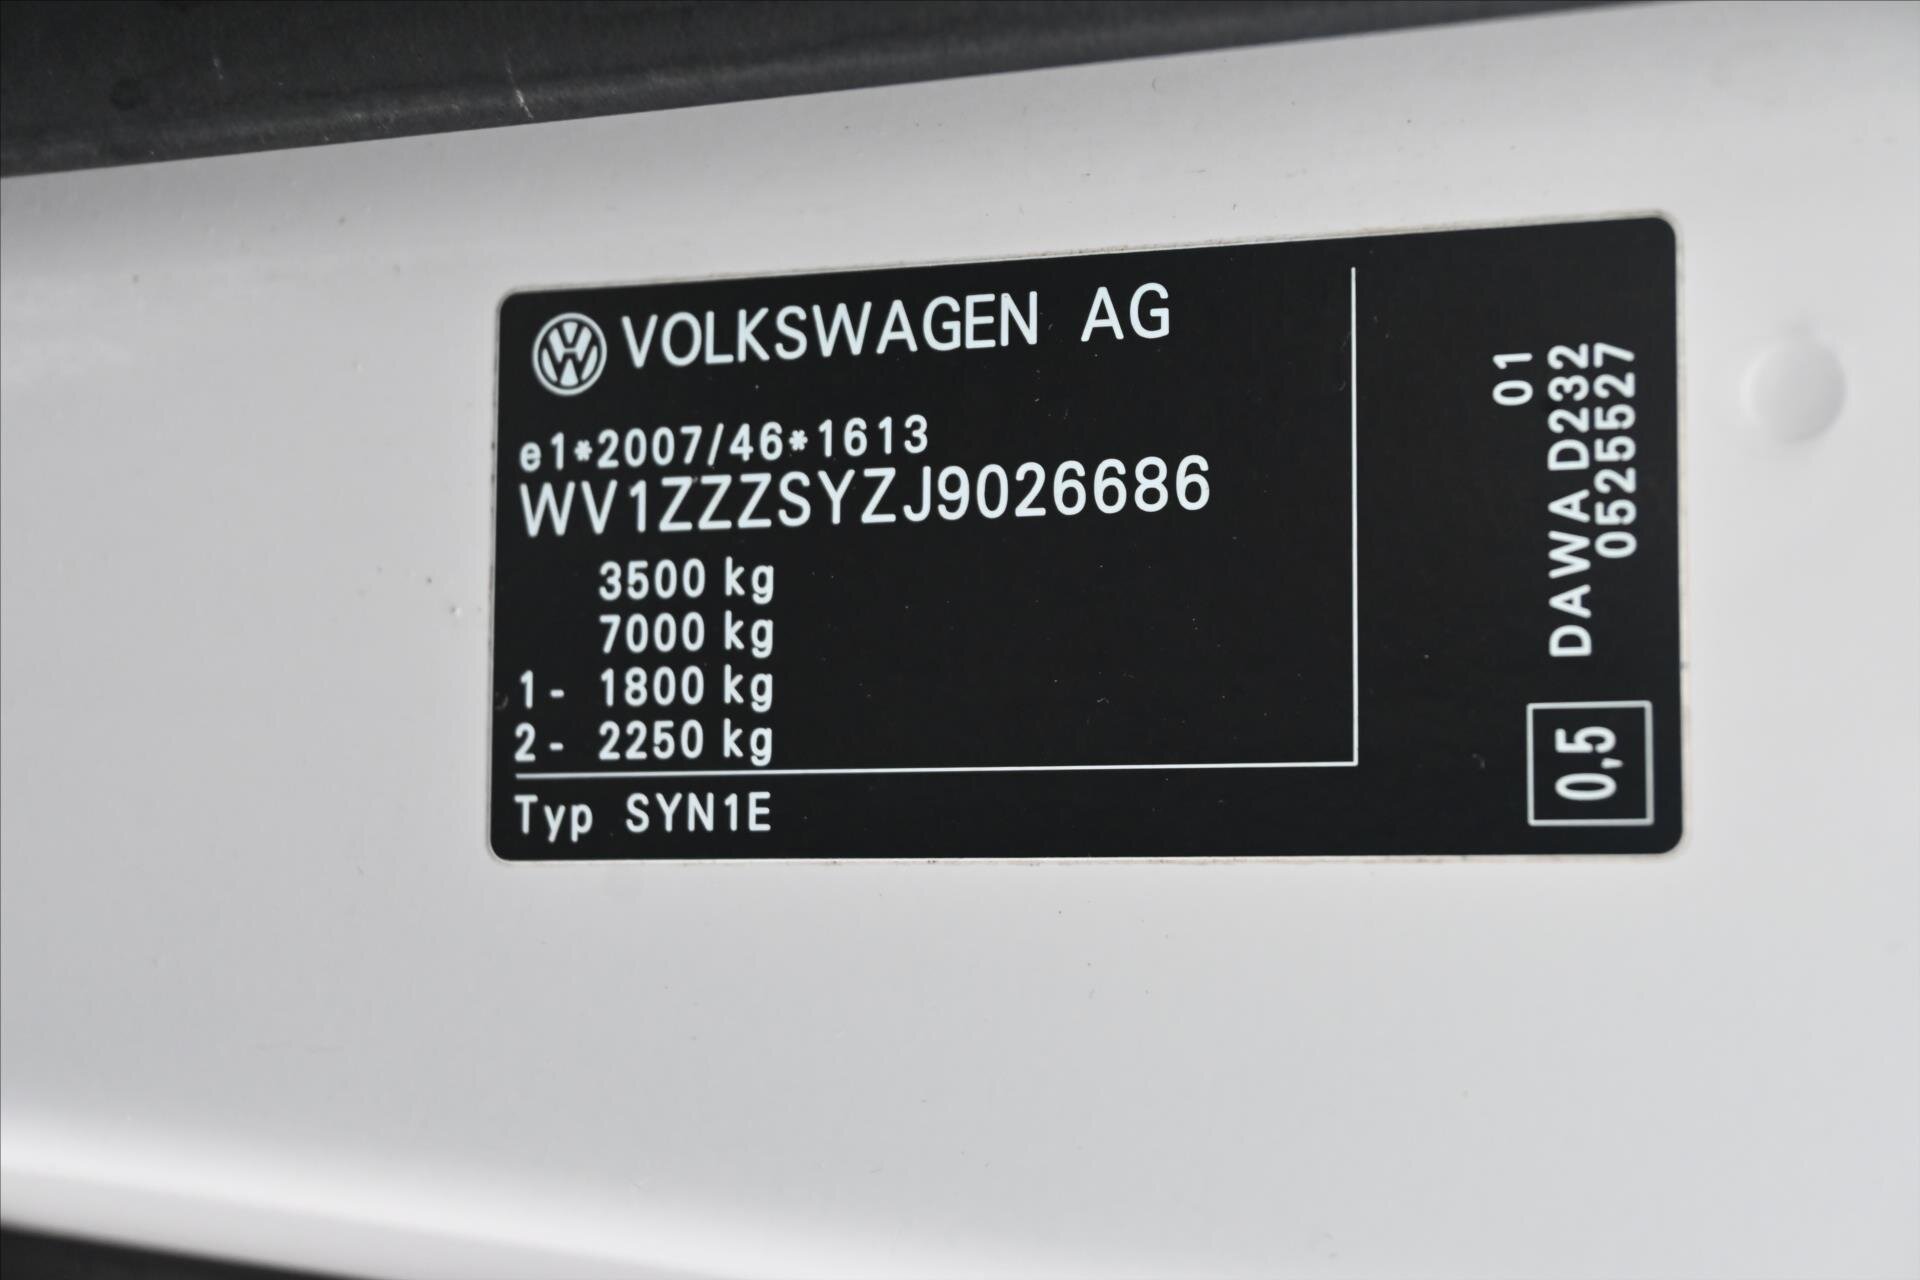 VOLKSWAGEN AG
e1*2007/46*1613
WV1ZZZSYZJ9026686
3500 kg
7000 kg
1- 1800 kg
2- 2250 kg
Typ SYN1E
01
DAWA D232
0525527
0,5